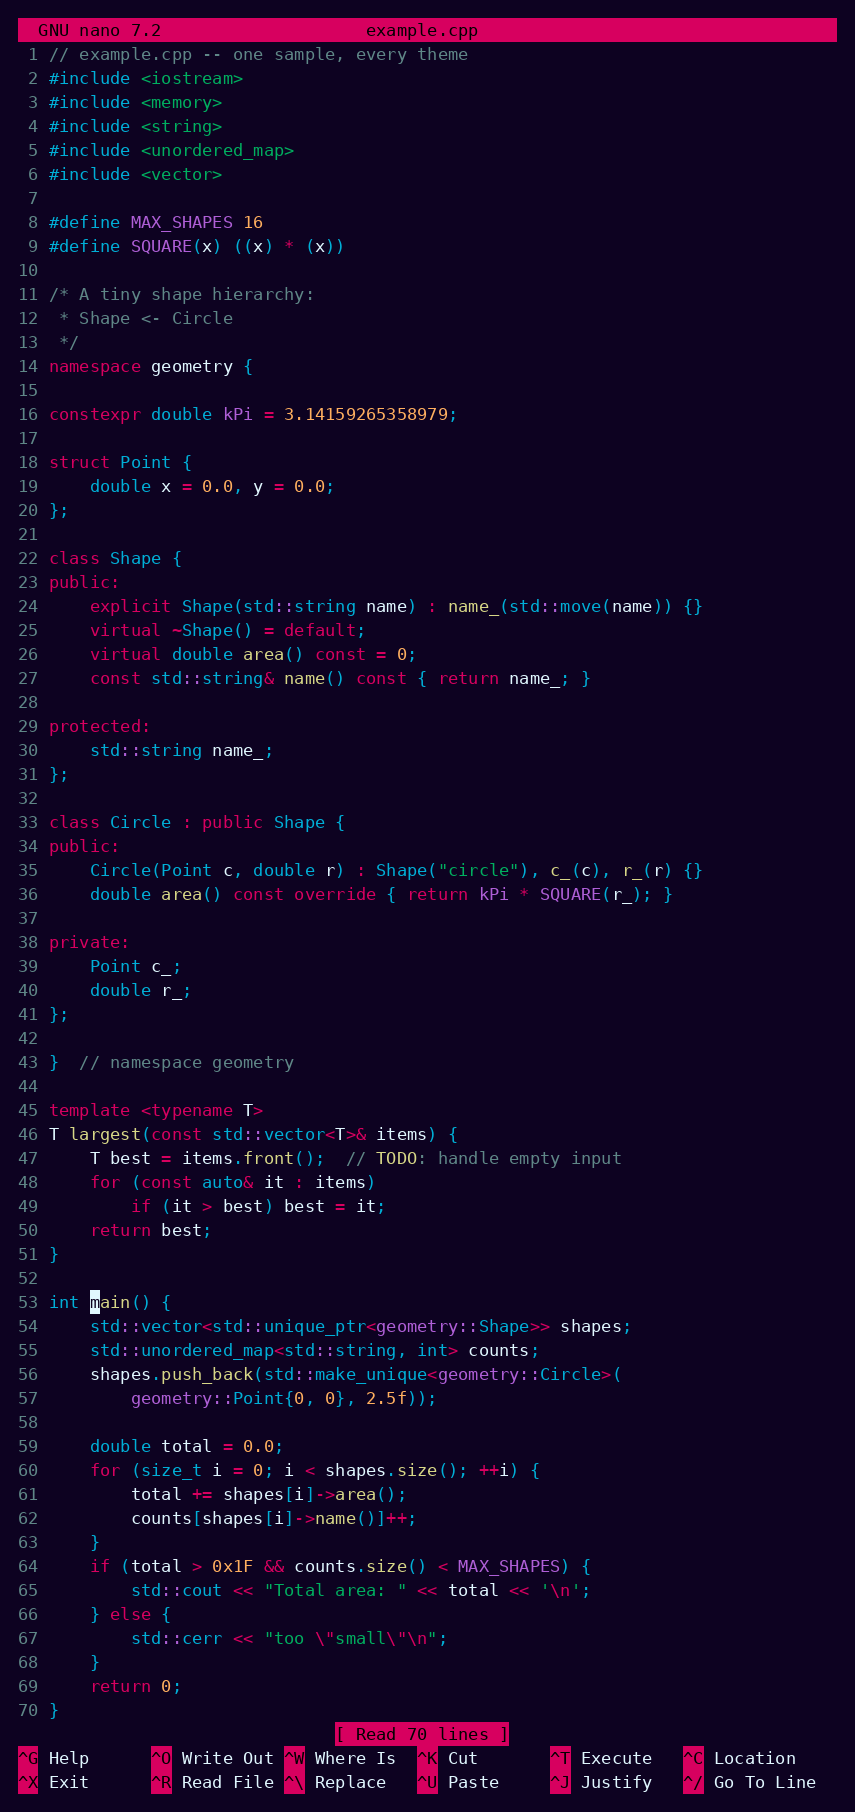 GNU nano 7.2                    example.cpp
 1 // example.cpp -- one sample, every theme
 2 #include <iostream>
 3 #include <memory>
 4 #include <string>
 5 #include <unordered_map>
 6 #include <vector>
 7
 8 #define MAX_SHAPES 16
 9 #define SQUARE(x) ((x) * (x))
10
11 /* A tiny shape hierarchy:
12  * Shape <- Circle
13  */
14 namespace geometry {
15
16 constexpr double kPi = 3.14159265358979;
17
18 struct Point {
19     double x = 0.0, y = 0.0;
20 };
21
22 class Shape {
23 public:
24     explicit Shape(std::string name) : name_(std::move(name)) {}
25     virtual ~Shape() = default;
26     virtual double area() const = 0;
27     const std::string& name() const { return name_; }
28
29 protected:
30     std::string name_;
31 };
32
33 class Circle : public Shape {
34 public:
35     Circle(Point c, double r) : Shape("circle"), c_(c), r_(r) {}
36     double area() const override { return kPi * SQUARE(r_); }
37
38 private:
39     Point c_;
40     double r_;
41 };
42
43 }  // namespace geometry
44
45 template <typename T>
46 T largest(const std::vector<T>& items) {
47     T best = items.front();  // TODO: handle empty input
48     for (const auto& it : items)
49         if (it > best) best = it;
50     return best;
51 }
52
53 int main() {
54     std::vector<std::unique_ptr<geometry::Shape>> shapes;
55     std::unordered_map<std::string, int> counts;
56     shapes.push_back(std::make_unique<geometry::Circle>(
57         geometry::Point{0, 0}, 2.5f));
58
59     double total = 0.0;
60     for (size_t i = 0; i < shapes.size(); ++i) {
61         total += shapes[i]->area();
62         counts[shapes[i]->name()]++;
63     }
64     if (total > 0x1F && counts.size() < MAX_SHAPES) {
65         std::cout << "Total area: " << total << '\n';
66     } else {
67         std::cerr << "too \"small\"\n";
68     }
69     return 0;
70 }
[ Read 70 lines ]
^G Help      ^O Write Out ^W Where Is  ^K Cut       ^T Execute   ^C Location
^X Exit      ^R Read File ^\ Replace   ^U Paste     ^J Justify   ^/ Go To Line